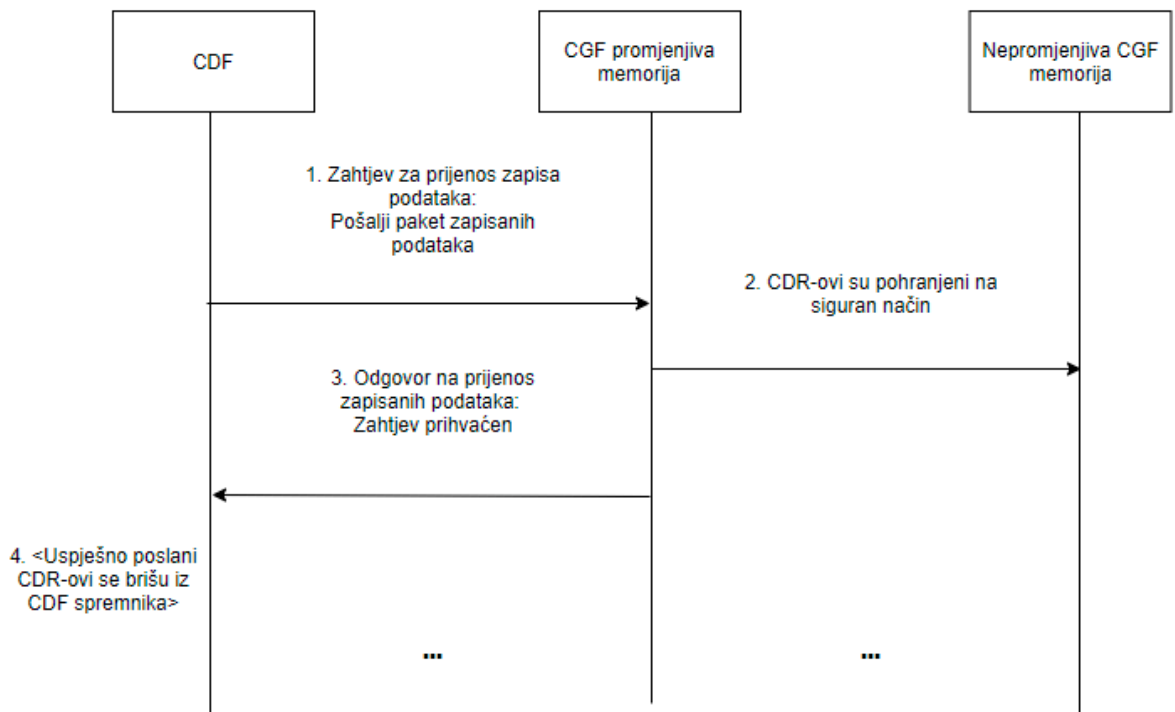 CDF
CGF promjenjiva
memorija
Nepromjenjiva CGF
memorija
1. Zahtjev za prijenos zapisa
podataka:
Pošalji paket zapisanih
podataka
2. CDR-ovi su pohranjeni na
siguran način
3. Odgovor na prijenos
zapisanih podataka:
Zahtjev prihvaćen
4. <Uspješno poslani
CDR-ovi se brišu iz
CDF spremnika>
...
...